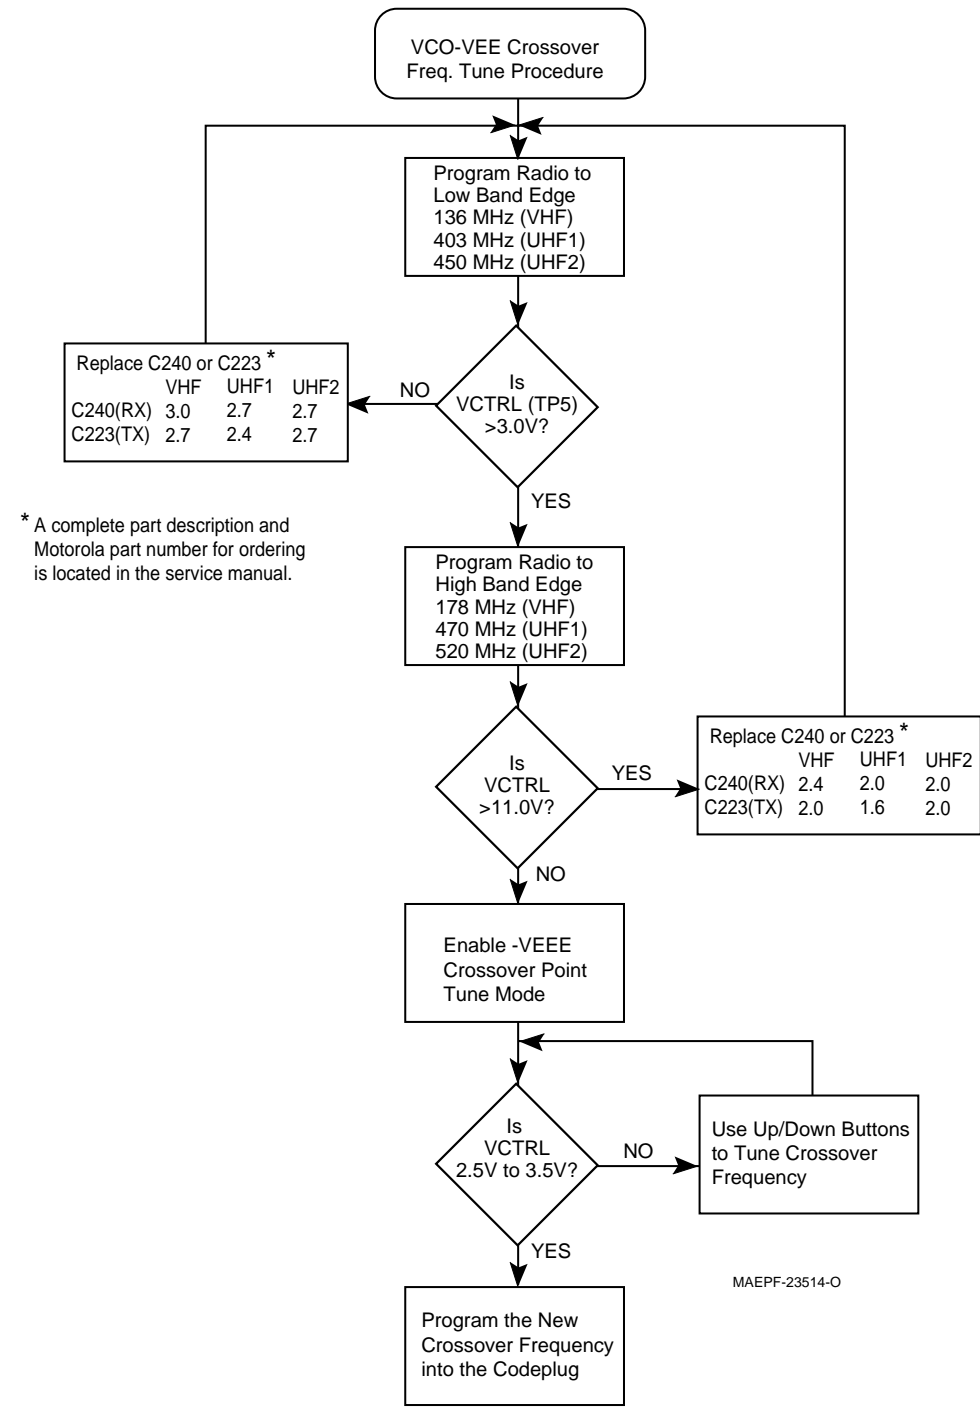 VCO-VEE Crossover
Freq. Tune Procedure
Program Radio to
Low Band Edge
136 MHz (VHF)
403 MHz (UHF1)
450 MHz (UHF2)
Replace C240 or C223 *
VHF UHF1 UHF2
C240(RX) 3.0 2.7 2.7
C223(TX) 2.7 2.4 2.7
NO
Is
VCTRL (TP5)
>3.0V?
YES
* A complete part description and
Motorola part number for ordering
is located in the service manual.
Program Radio to
High Band Edge
178 MHz (VHF)
470 MHz (UHF1)
520 MHz (UHF2)
Is
VCTRL
>11.0V?
YES
Replace C240 or C223 *
VHF UHF1 UHF2
C240(RX) 2.4 2.0 2.0
C223(TX) 2.0 1.6 2.0
NO
Enable -VEEE
Crossover Point
Tune Mode
Is
VCTRL
2.5V to 3.5V?
NO
Use Up/Down Buttons
to Tune Crossover
Frequency
YES
MAEPF-23514-O
Program the New
Crossover Frequency
into the Codeplug